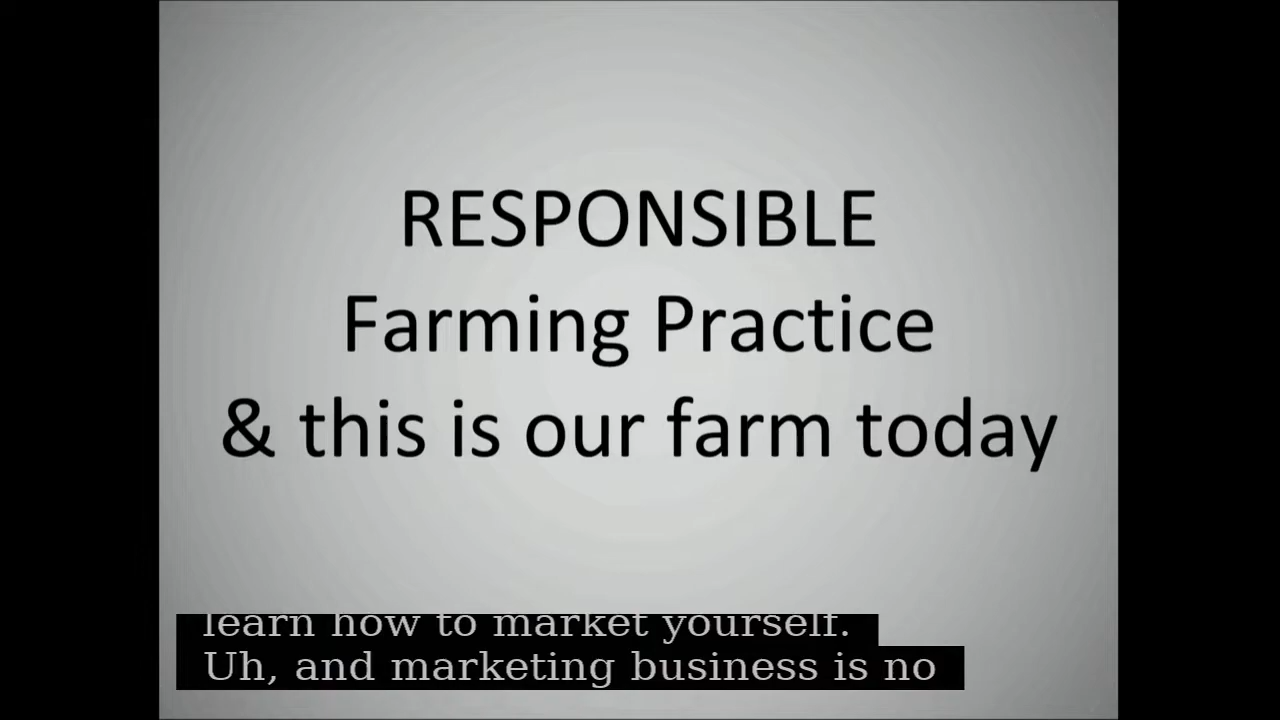 RESPONSIBLE
Farming Practice
& this is our farm today
learn how to market yourself.
Uh, and marketing business is no